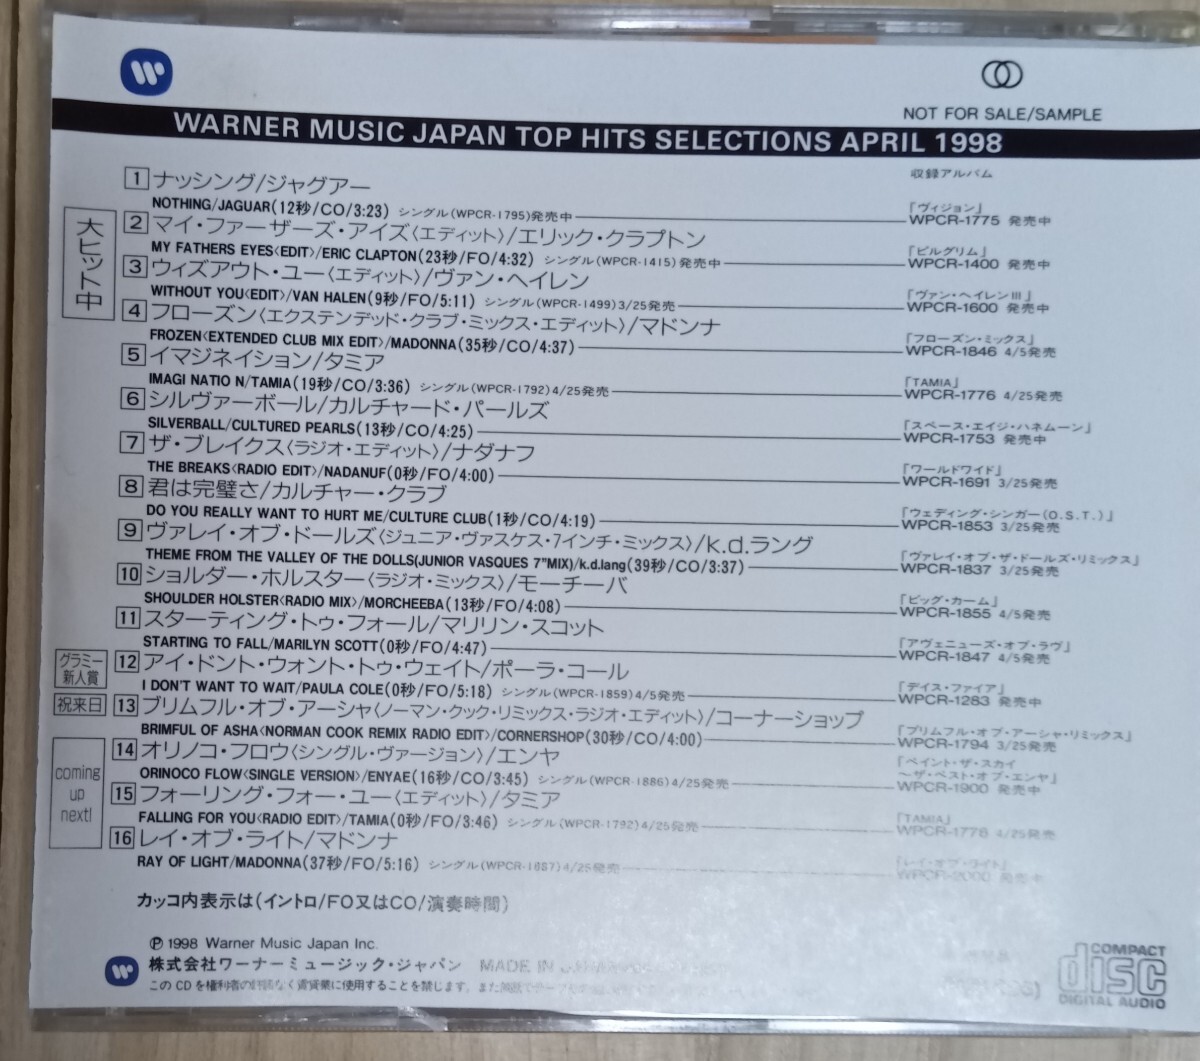 NOT FOR SALE/SAMPLE
WARNER MUSIC JAPAN TOP HITS SELECTIONS APRIL 1998
収録アルバム
大ヒット中
1 ナッシング/ジャグアー
NOTHING/JAGUAR(12秒/CO/3:23) シングル(WPCR-1795)発売中
「ヴィジョン」
WPCR-1775 発売中
2 マイ・ファーザーズ・アイズ〈エディット〉/エリック・クラプトン
MY FATHERS EYES<EDIT>/ERIC CLAPTON(23秒/FO/4:32) シングル(WPCR-1415)発売中
「ピルグリム」
WPCR-1400 発売中
3 ウィズアウト・ユー〈エディット〉/ヴァン・ヘイレン
WITHOUT YOU<EDIT>/VAN HALEN(9秒/FO/5:11) シングル(WPCR-1499)3/25発売
「ヴァン・ヘイレンⅢ」
WPCR-1600 発売中
4 フローズン〈エクステンデッド・クラブ・ミックス・エディット〉/マドンナ
FROZEN<EXTENDED CLUB MIX EDIT>/MADONNA(35秒/CO/4:37)
「フローズン・ミックス」
WPCR-1846 4/5発売
5 イマジネイション/タミア
IMAGI NATIO N/TAMIA(19秒/CO/3:36) シングル(WPCR-1792)4/25発売
「TAMIA」
WPCR-1776 4/25発売
6 シルヴァーボール/カルチャード・パールズ
SILVERBALL/CULTURED PEARLS(13秒/CO/4:25)
「スペース・エイジ・ハネムーン」
WPCR-1753 発売中
7 ザ・ブレイクス〈ラジオ・エディット〉/ナダナフ
THE BREAKS<RADIO EDIT>/NADANUF(0秒/FO/4:00)
「ワールドワイド」
WPCR-1691 3/25発売
8 君は完璧さ/カルチャー・クラブ
DO YOU REALLY WANT TO HURT ME/CULTURE CLUB(1秒/CO/4:19)
「ウェディング・シンガー(O.S.T.)」
WPCR-1853 3/25発売
9 ヴァレイ・オブ・ドールズ〈ジュニア・ヴァスケス・7インチ・ミックス〉/k.d.ラング
THEME FROM THE VALLEY OF THE DOLLS(JUNIOR VASQUES 7"MIX)/k.d.lang(39秒/CO/3:37)
「ヴァレイ・オブ・ザ・ドールズ・リミックス」
WPCR-1837 3/25発売
10 ショルダー・ホルスター〈ラジオ・ミックス〉/モーチーバ
SHOULDER HOLSTER<RADIO MIX>/MORCHEEBA(13秒/FO/4:08)
「ビッグ・カーム」
WPCR-1855 4/5発売
11 スターティング・トゥ・フォール/マリリン・スコット
STARTING TO FALL/MARILYN SCOTT(0秒/FO/4:47)
「アヴェニューズ・オブ・ラヴ」
WPCR-1847 4/5発売
グラミー
新人賞
12 アイ・ドント・ウォント・トゥ・ウェイト/ポーラ・コール
I DON'T WANT TO WAIT/PAULA COLE(0秒/FO/5:18) シングル(WPCR-1859)4/5発売
「ディス・ファイア」
WPCR-1283 発売中
祝来日
13 ブリムフル・オブ・アーシャ〈ノーマン・クック・リミックス・ラジオ・エディット〉/コーナーショップ
BRIMFUL OF ASHA<NORMAN COOK REMIX RADIO EDIT>/CORNERSHOP(30秒/CO/4:00)
「ブリムフル・オブ・アーシャ・リミックス」
WPCR-1794 3/25発売
coming
up
next!
14 オリノコ・フロウ〈シングル・ヴァージョン〉/エンヤ
ORINOCO FLOW<SINGLE VERSION>/ENYAE(16秒/CO/3:45) シングル(WPCR-1886)4/25発売
「ペイント・ザ・スカイ
〜ザ・ベスト・オブ・エンヤ」
WPCR-1900 発売中
15 フォーリング・フォー・ユー〈エディット〉/タミア
FALLING FOR YOU<RADIO EDIT>/TAMIA(0秒/FO/3:46) シングル(WPCR-1792)4/25発売
「TAMIA」
WPCR-1776 4/25発売
16 レイ・オブ・ライト/マドンナ
RAY OF LIGHT/MADONNA(37秒/FO/5:16) シングル(WPCR-1887)4/25発売
「レイ・オブ・ライト」
WPCR-2000 発売中
カッコ内表示は(イントロ/FO又はCO/演奏時間)
Ⓟ1998 Warner Music Japan Inc.
株式会社ワーナーミュージック・ジャパン MADE IN
このCDを権利者の許諾なく賃貸業に使用することを禁じます。また
COMPACT
disc
DIGITAL AUDIO